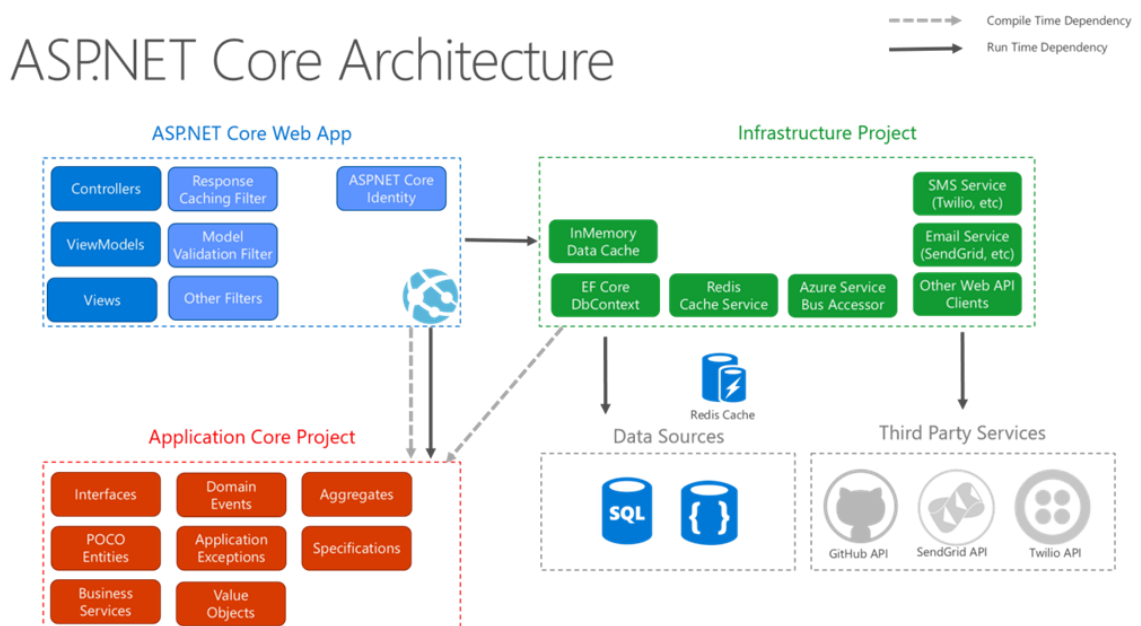 Compile Time Dependency
Run Time Dependency
ASP.NET Core Architecture
ASP.NET Core Web App
Controllers
Response
Caching Filter
ASPNET Core
Identity
ViewModels
Model
Validation Filter
Views
Other Filters
Infrastructure Project
SMS Service
(Twilio, etc)
InMemory
Data Cache
Email Service
(SendGrid, etc)
EF Core
DbContext
Redis
Cache Service
Azure Service
Bus Accessor
Other Web API
Clients
Redis Cache
Application Core Project
Interfaces
Domain
Events
Aggregates
POCO
Entities
Application
Exceptions
Specifications
Business
Services
Value
Objects
Data Sources
SQL
{ }
Third Party Services
GitHub API
SendGrid API
Twilio API